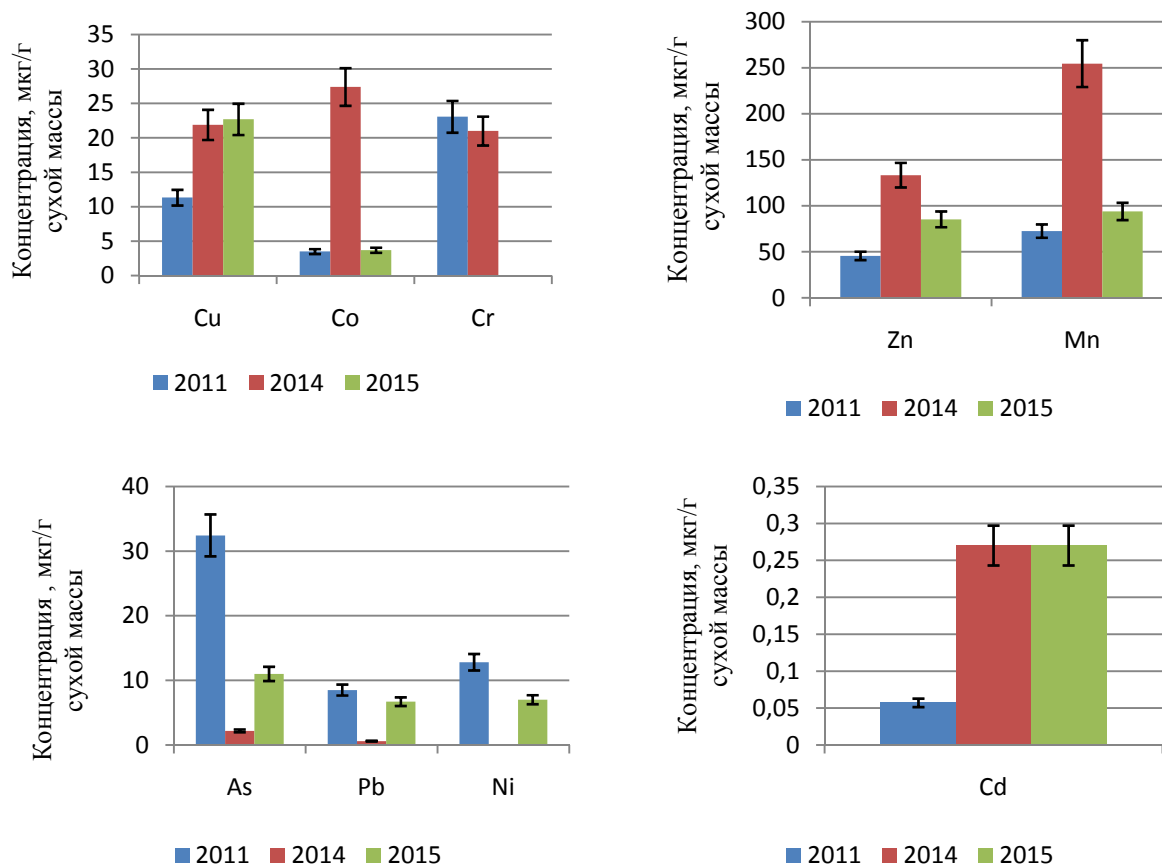 Концентрация, мкг/г
сухой массы
35
30
25
20
15
10
5
0
Cu Co Cr
2011 2014 2015
Концентрация, мкг/г
сухой массы
300
250
200
150
100
50
0
Zn Mn
2011 2014 2015
Концентрация , мкг/г
сухой массы
40
30
20
10
0
As Pb Ni
2011 2014 2015
Концентрация, мкг/г
сухой массы
0,35
0,3
0,25
0,2
0,15
0,1
0,05
0
Cd
2011 2014 2015